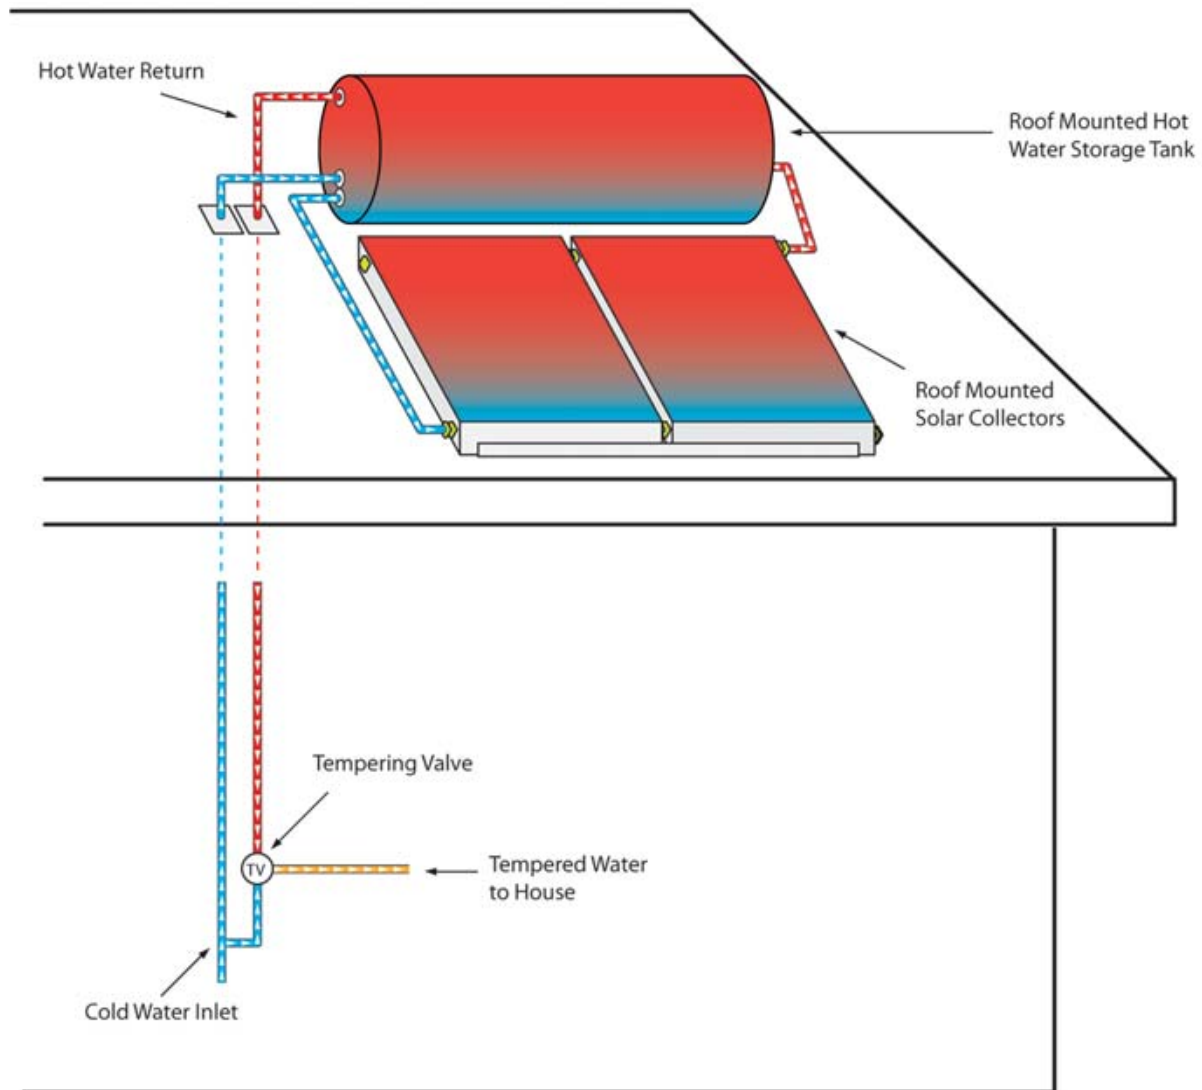 Hot Water Return
Roof Mounted Hot
Water Storage Tank
Roof Mounted
Solar Collectors
Tempering Valve
TV
Tempered Water
to House
Cold Water Inlet